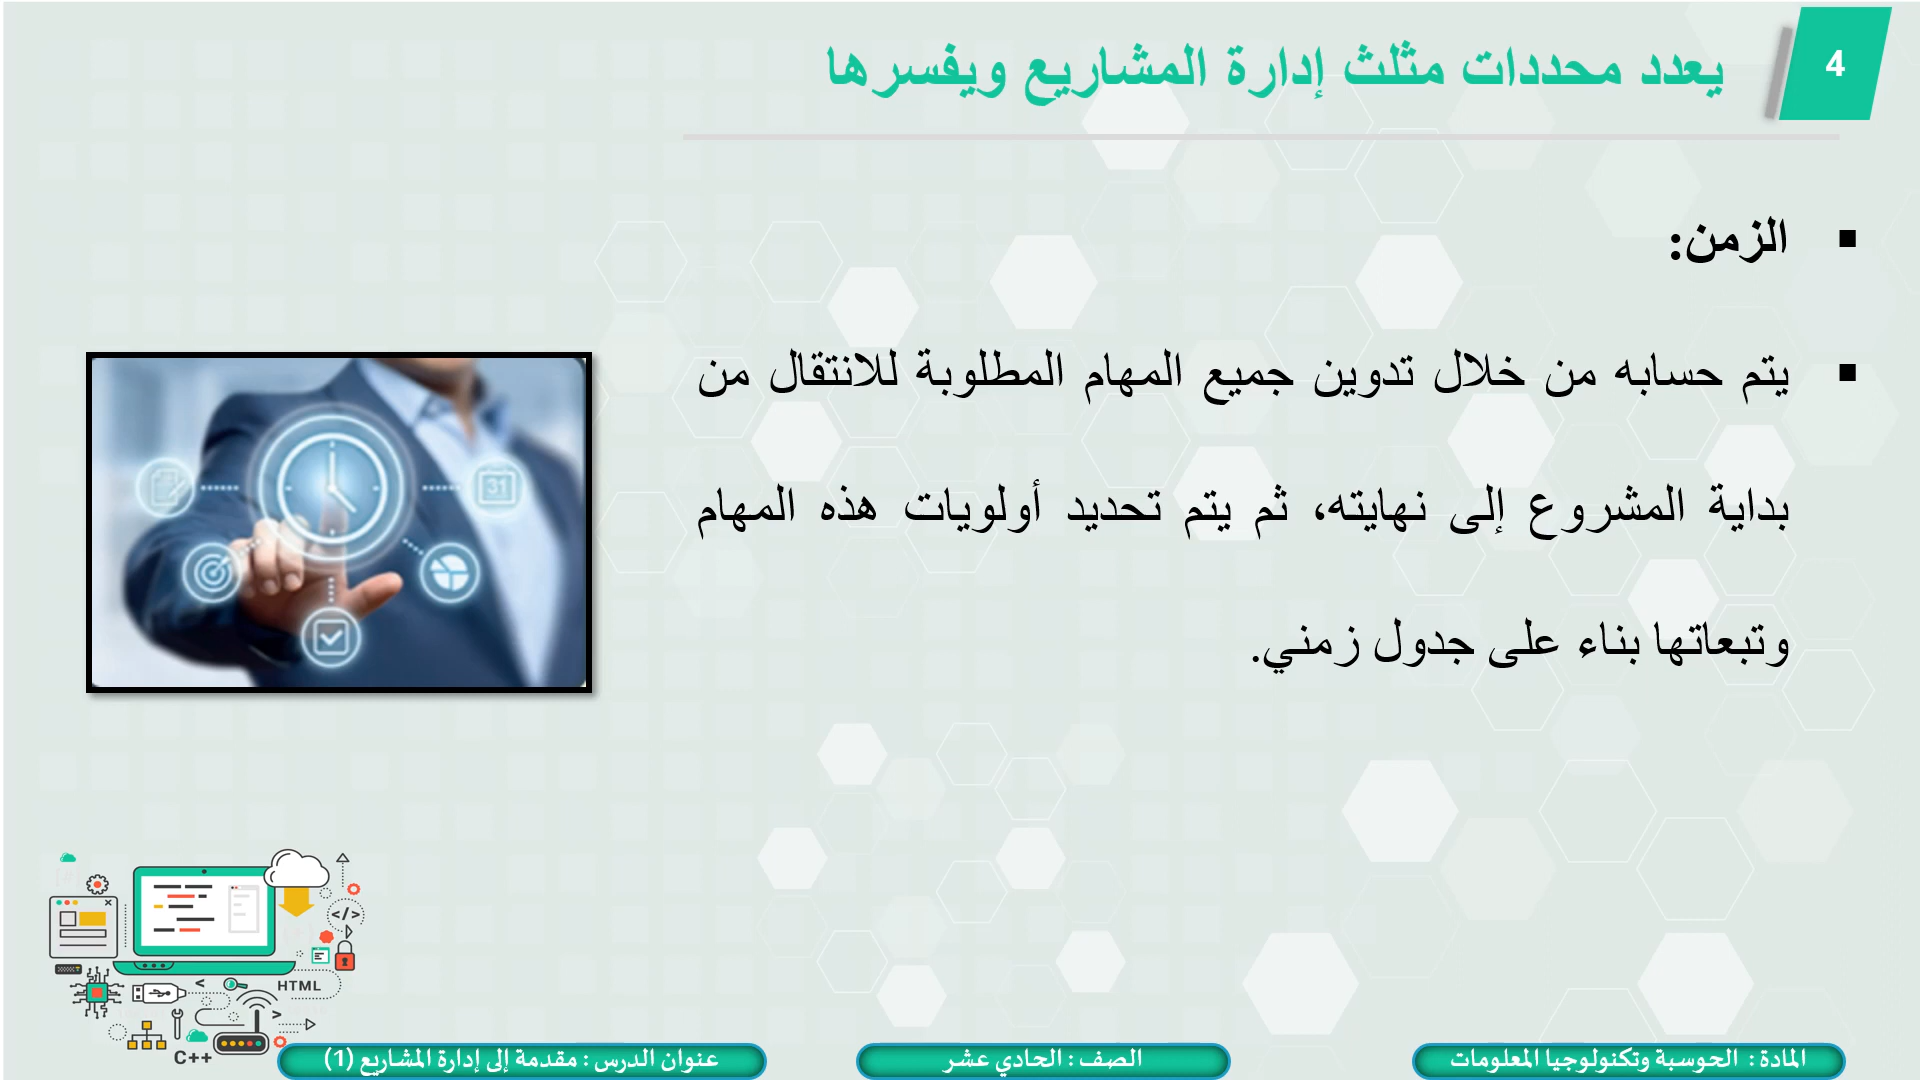 4
يعدد محددات مثلث إدارة المشاريع ويفسرها
▪ الزمن:
▪ يتم حسابه من خلال تدوين جميع المهام المطلوبة للانتقال من
بداية المشروع إلى نهايته، ثم يتم تحديد أولويات هذه المهام
وتبعاتها بناء على جدول زمني.
31
</>
HTML
C++
المادة : الحوسبة وتكنولوجيا المعلومات
الصف : الحادي عشر
عنوان الدرس : مقدمة إلى إدارة المشاريع (1)